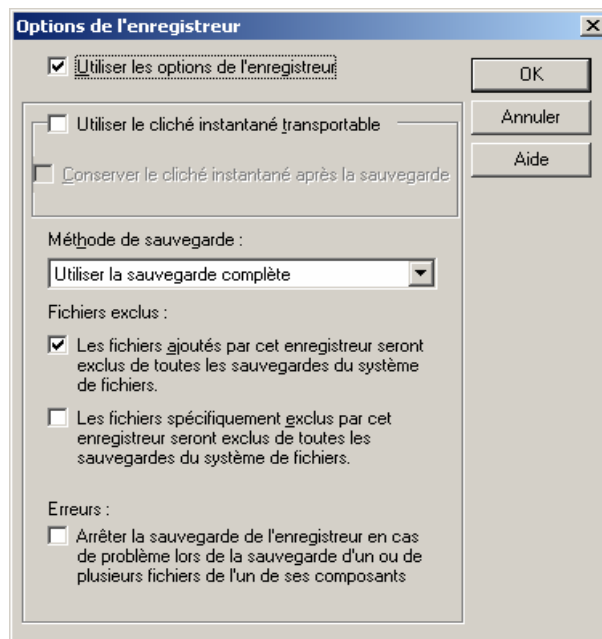 Options de l'enregistreur
Utiliser les options de l'enregistreur
OK
Annuler
Aide
Utiliser le cliché instantané transportable
Conserver le cliché instantané après la sauvegarde
Méthode de sauvegarde :
Utiliser la sauvegarde complète
Fichiers exclus :
Les fichiers ajoutés par cet enregistreur seront
exclus de toutes les sauvegardes du système
de fichiers.
Les fichiers spécifiquement exclus par cet
enregistreur seront exclus de toutes les
sauvegardes du système de fichiers.
Erreurs :
Arrêter la sauvegarde de l'enregistreur en cas
de problème lors de la sauvegarde d'un ou de
plusieurs fichiers de l'un de ses composants